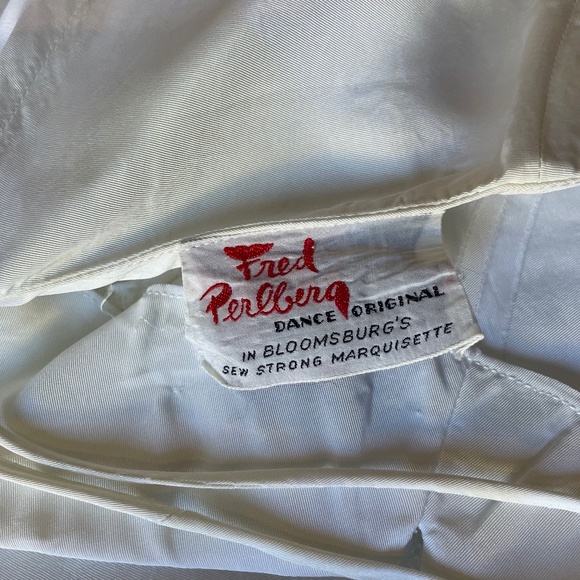 Fred
Perlberg
DANCE ORIGINAL
IN BLOOMSBURG'S
SEW STRONG MARQUISETTE